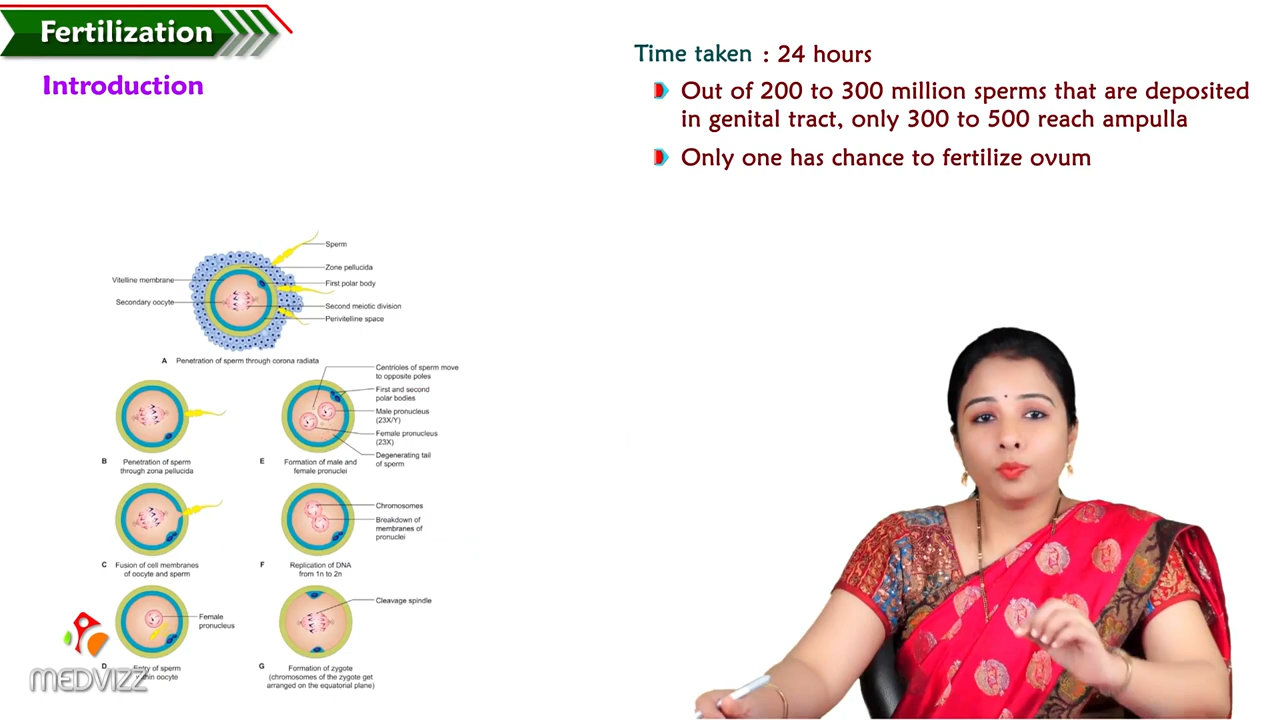 Fertilization
Introduction
Time taken : 24 hours
Out of 200 to 300 million sperms that are deposited
in genital tract, only 300 to 500 reach ampulla
Only one has chance to fertilize ovum
Sperm
Zone pellucida
Vitelline membrane
First polar body
Secondary oocyte
Second meiotic division
Perivitelline space
A Penetration of sperm through corona radiata
Centrioles of sperm move
to opposite poles
First and second
polar bodies
Male pronucleus
(23X/Y)
Female pronucleus
(23X)
Degenerating tail
of sperm
B Penetration of sperm
through zona pellucida
E Formation of male and
female pronuclei
Chromosomes
Breakdown of
membranes of
pronuclei
C Fusion of cell membranes
of oocyte and sperm
F Replication of DNA
from 1n to 2n
Female
pronucleus
Cleavage spindle
D Entry of sperm
within oocyte
G Formation of zygote
(chromosomes of the zygote get
arranged on the equatorial plane)
MEDVIZZ